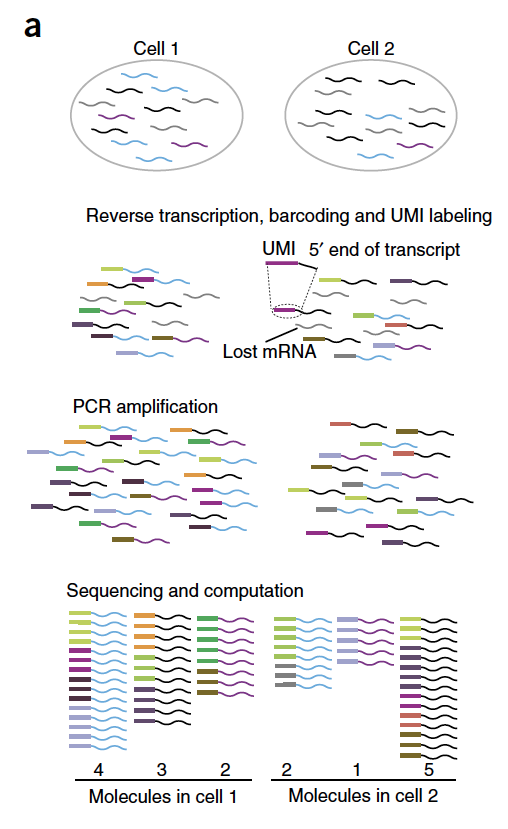 a
Cell 1
Cell 2
Reverse transcription, barcoding and UMI labeling
UMI 5′ end of transcript
Lost mRNA
PCR amplification
Sequencing and computation
4 3 2 2 1 5
Molecules in cell 1
Molecules in cell 2